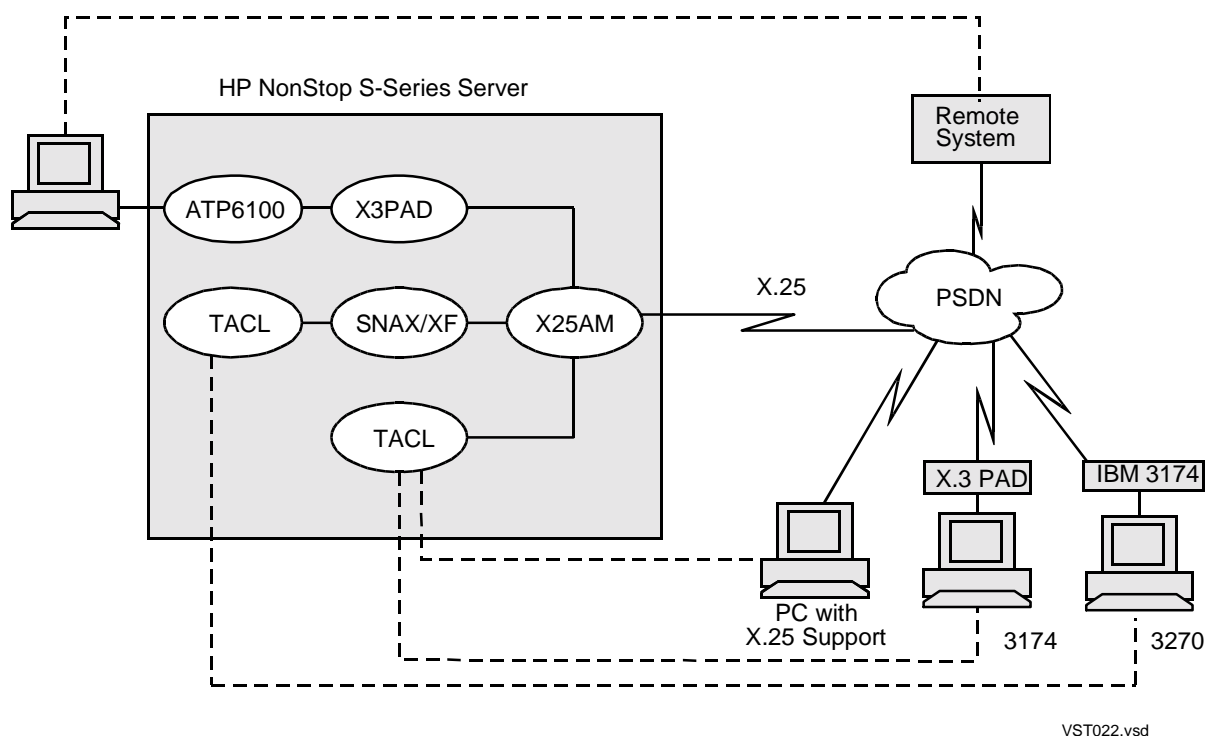 HP NonStop S-Series Server
Remote
System
ATP6100
X3PAD
X.25
PSDN
TACL
SNAX/XF
X25AM
TACL
X.3 PAD
IBM 3174
PC with
X.25 Support
3174
3270
VST022.vsd